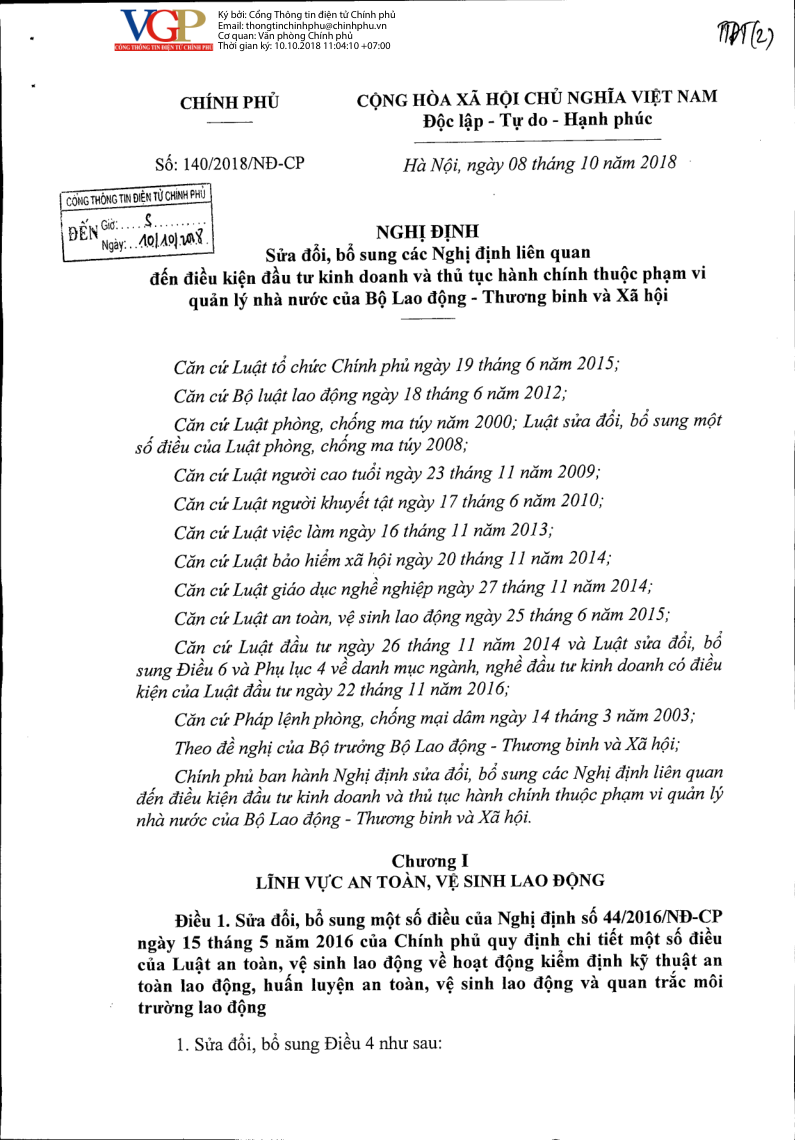 VGP
CỔNG THÔNG TIN ĐIỆN TỬ CHÍNH PHỦ
Ký bởi: Cổng Thông tin điện tử Chính phủ
Email: thongtinchinhphu@chinhphu.vn
Cơ quan: Văn phòng Chính phủ
Thời gian ký: 10.10.2018 11:04:10 +07:00
TTĐT(2)
CHÍNH PHỦ
CỘNG HÒA XÃ HỘI CHỦ NGHĨA VIỆT NAM
Độc lập - Tự do - Hạnh phúc
Số: 140/2018/NĐ-CP
Hà Nội, ngày 08 tháng 10 năm 2018
CỔNG THÔNG TIN ĐIỆN TỬ CHÍNH PHỦ
ĐẾN Giờ: .....S..........
Ngày: ..10/10/2018.
NGHỊ ĐỊNH
Sửa đổi, bổ sung các Nghị định liên quan
đến điều kiện đầu tư kinh doanh và thủ tục hành chính thuộc phạm vi
quản lý nhà nước của Bộ Lao động - Thương binh và Xã hội
Căn cứ Luật tổ chức Chính phủ ngày 19 tháng 6 năm 2015;
Căn cứ Bộ luật lao động ngày 18 tháng 6 năm 2012;
Căn cứ Luật phòng, chống ma túy năm 2000; Luật sửa đổi, bổ sung một
số điều của Luật phòng, chống ma túy 2008;
Căn cứ Luật người cao tuổi ngày 23 tháng 11 năm 2009;
Căn cứ Luật người khuyết tật ngày 17 tháng 6 năm 2010;
Căn cứ Luật việc làm ngày 16 tháng 11 năm 2013;
Căn cứ Luật bảo hiểm xã hội ngày 20 tháng 11 năm 2014;
Căn cứ Luật giáo dục nghề nghiệp ngày 27 tháng 11 năm 2014;
Căn cứ Luật an toàn, vệ sinh lao động ngày 25 tháng 6 năm 2015;
Căn cứ Luật đầu tư ngày 26 tháng 11 năm 2014 và Luật sửa đổi, bổ
sung Điều 6 và Phụ lục 4 về danh mục ngành, nghề đầu tư kinh doanh có điều
kiện của Luật đầu tư ngày 22 tháng 11 năm 2016;
Căn cứ Pháp lệnh phòng, chống mại dâm ngày 14 tháng 3 năm 2003;
Theo đề nghị của Bộ trưởng Bộ Lao động - Thương binh và Xã hội;
Chính phủ ban hành Nghị định sửa đổi, bổ sung các Nghị định liên quan
đến điều kiện đầu tư kinh doanh và thủ tục hành chính thuộc phạm vi quản lý
nhà nước của Bộ Lao động - Thương binh và Xã hội.
Chương I
LĨNH VỰC AN TOÀN, VỆ SINH LAO ĐỘNG
Điều 1. Sửa đổi, bổ sung một số điều của Nghị định số 44/2016/NĐ-CP
ngày 15 tháng 5 năm 2016 của Chính phủ quy định chi tiết một số điều
của Luật an toàn, vệ sinh lao động về hoạt động kiểm định kỹ thuật an
toàn lao động, huấn luyện an toàn, vệ sinh lao động và quan trắc môi
trường lao động
1. Sửa đổi, bổ sung Điều 4 như sau: